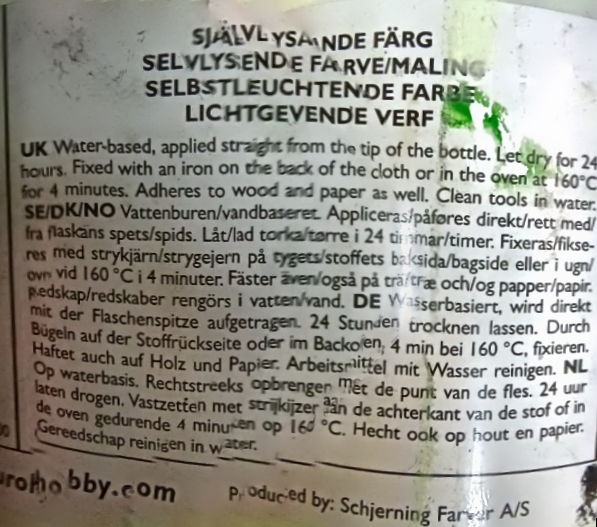 SJÄLVLYSANDE FÄRG
SELVLYSENDE FARVE/MALING
SELBSTLEUCHTENDE FARBE
LICHTGEVENDE VERF
UK Water-based, applied straight from the tip of the bottle. Let dry for 24
hours. Fixed with an iron on the back of the cloth or in the oven at 160°C
for 4 minutes. Adheres to wood and paper as well. Clean tools in water.
SE/DK/NO Vattenburen/vandbaseret. Appliceras/påføres direkt/rett med/
fra flaskans spets/spids. Låt/lad torka/tørre i 24 timmar/timer. Fixeras/fikse-
res med strykjärn/strygejern på tygets/stoffets baksida/bagside eller i ugn/
ovn vid 160 °C i 4 minuter. Fäster även/også på trä/træ och/og papper/papir.
Redskap/redskaber rengörs i vatten/vand. DE Wasserbasiert, wird direkt
mit der Flaschenspitze aufgetragen. 24 Stunden trocknen lassen. Durch
Bügeln auf der Stoffrückseite oder im Backofen, 4 min bei 160 °C, fixieren.
Haftet auch auf Holz und Papier. Arbeitsmittel mit Wasser reinigen. NL
Op waterbasis. Rechtstreeks opbrengen met de punt van de fles. 24 uur
laten drogen. Vastzetten met strijkijzer aan de achterkant van de stof of in
de oven gedurende 4 minuten op 160 °C. Hecht ook op hout en papier.
Gereedschap reinigen in water.
Produced by: Schjerning Farver A/S